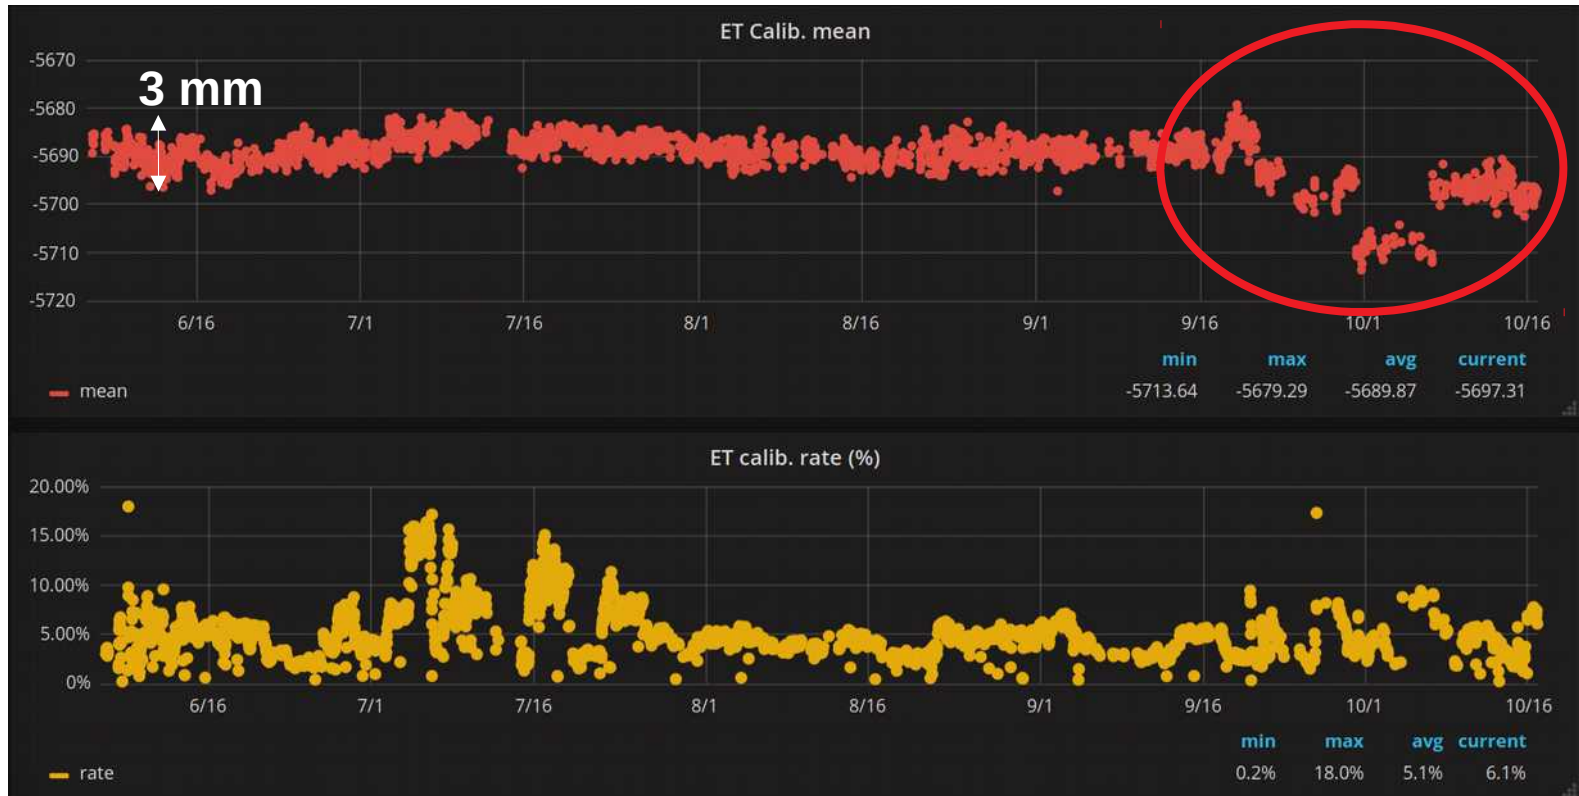 ET Calib. mean
-5670
3 mm
-5680
-5690
-5700
-5710
-5720
6/16 7/1 7/16 8/1 8/16 9/1 9/16 10/1 10/16
min max avg current
mean -5713.64 -5679.29 -5689.87 -5697.31
ET calib. rate (%)
20.00%
15.00%
10.00%
5.00%
0%
6/16 7/1 7/16 8/1 8/16 9/1 9/16 10/1 10/16
min max avg current
rate 0.2% 18.0% 5.1% 6.1%